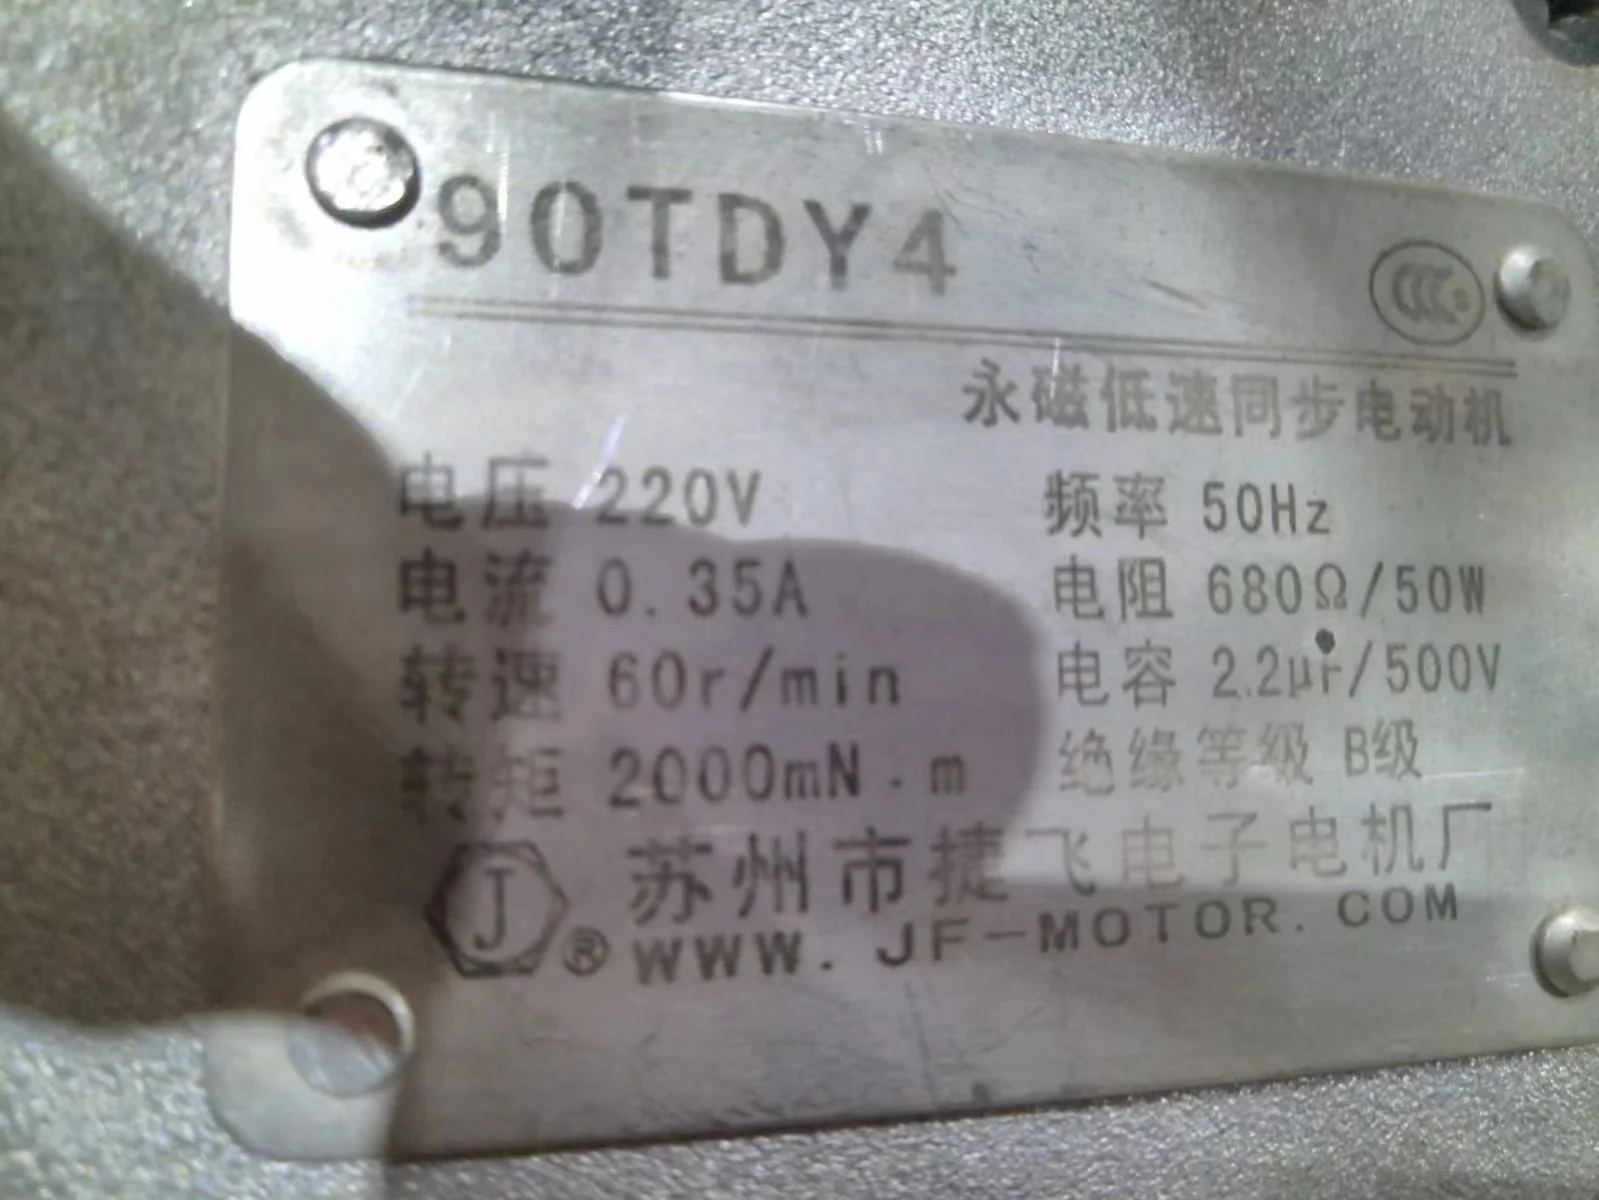 90TDY4
CCC S
永磁低速同步电动机
电压 220V 频率 50Hz
电流 0.35A 电阻 680Ω/50W
转速 60r/min 电容 2.2μF/500V
转矩 2000mN·m 绝缘等级 B级
J ® 苏州市捷飞电子电机厂
WWW.JF-MOTOR.COM